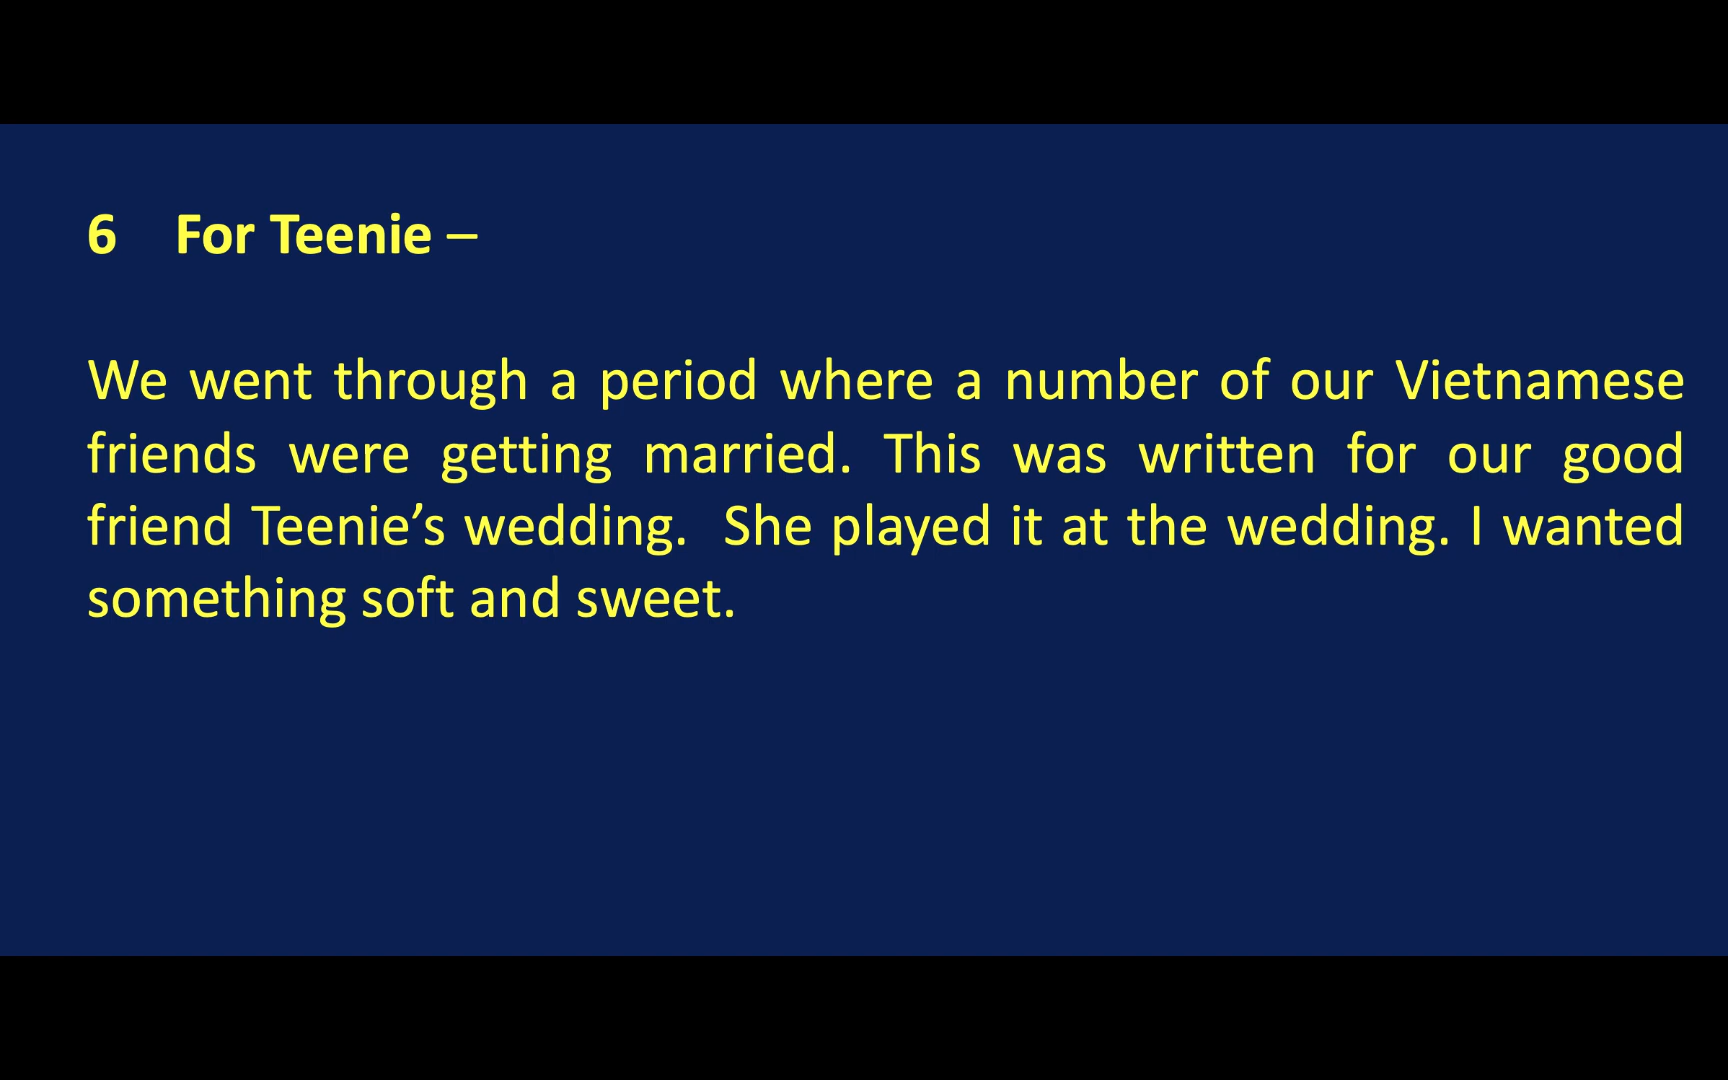 6 For Teenie –
We went through a period where a number of our Vietnamese
friends were getting married. This was written for our good
friend Teenie’s wedding.  She played it at the wedding. I wanted
something soft and sweet.